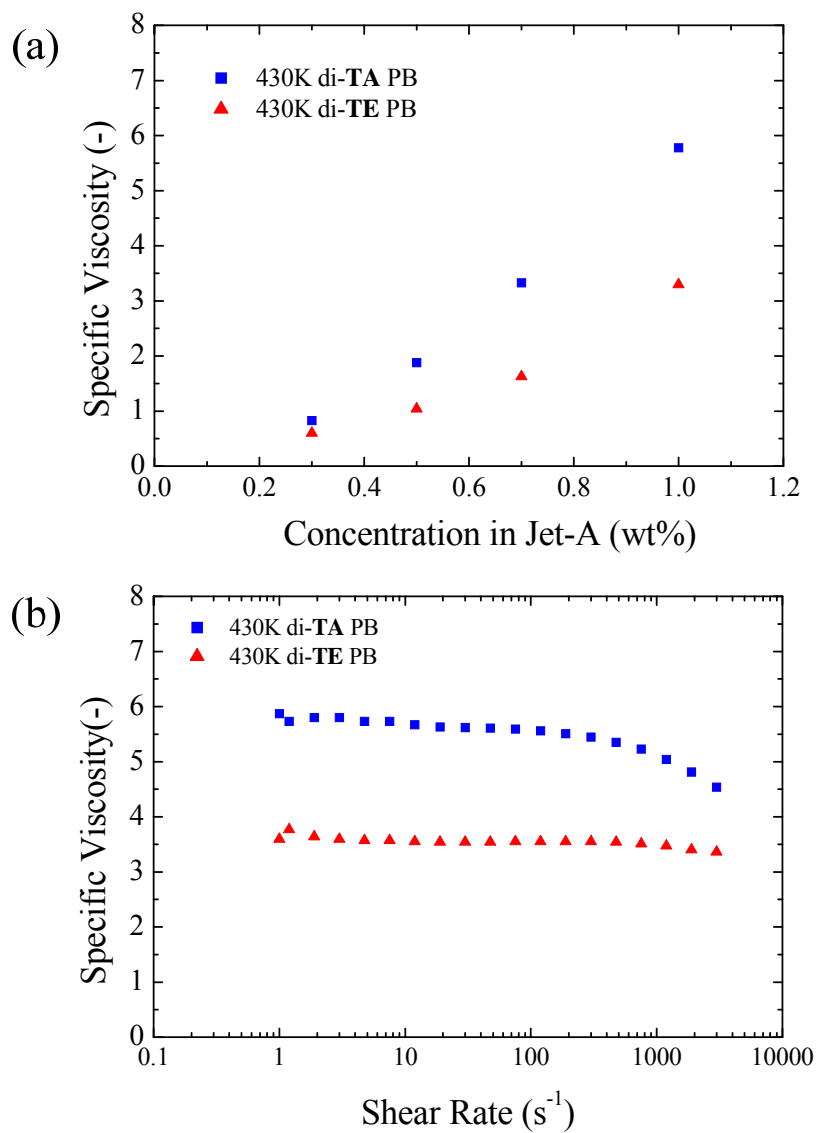 (a)
8
7
6
5
4
3
2
1
0
Specific Viscosity (-)
430K di-TA PB
430K di-TE PB
0.0 0.2 0.4 0.6 0.8 1.0 1.2
Concentration in Jet-A (wt%)
(b)
8
7
6
5
4
3
2
1
0
Specific Viscosity(-)
430K di-TA PB
430K di-TE PB
0.1 1 10 100 1000 10000
Shear Rate (s⁻¹)